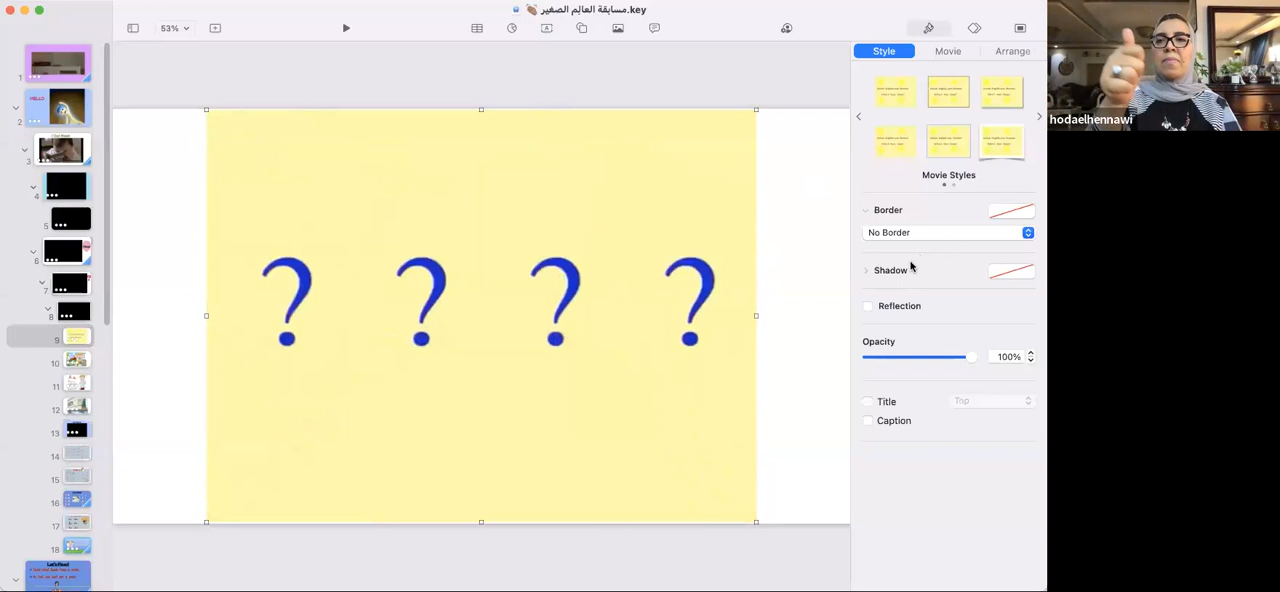 مسابقة العالِم الصغير.key
53%
Style
Movie
Arrange
Movie Styles
Border
No Border
Shadow
Reflection
Opacity
100%
Title
Top
Caption
hodaelhennawi
1
2
3
4
5
6
7
8
9
10
11
12
13
14
15
16
17
18
? ? ? ?